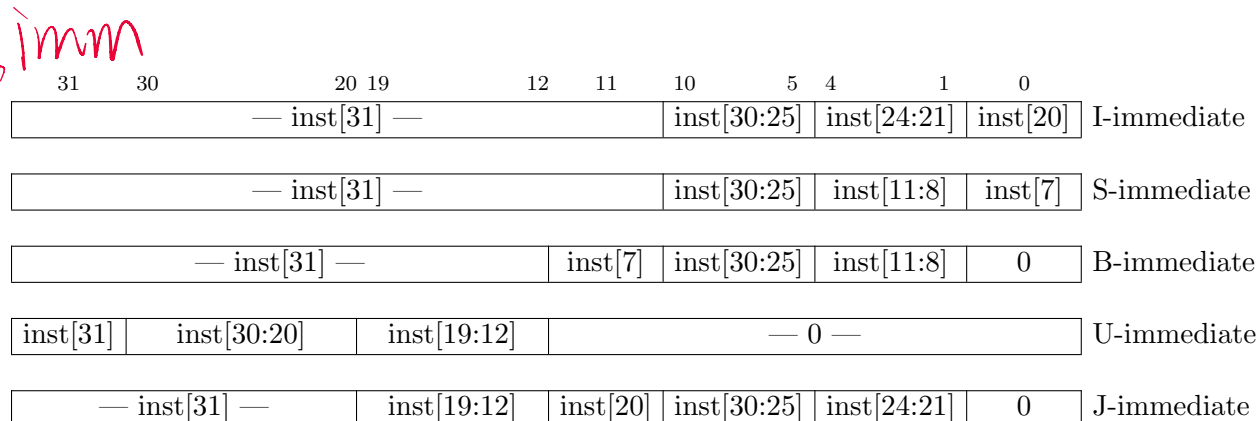 imm
31 30 20 19 12 11 10 5 4 1 0
— inst[31] — inst[30:25] inst[24:21] inst[20] I-immediate
— inst[31] — inst[30:25] inst[11:8] inst[7] S-immediate
— inst[31] — inst[7] inst[30:25] inst[11:8] 0 B-immediate
inst[31] inst[30:20] inst[19:12] — 0 — U-immediate
— inst[31] — inst[19:12] inst[20] inst[30:25] inst[24:21] 0 J-immediate